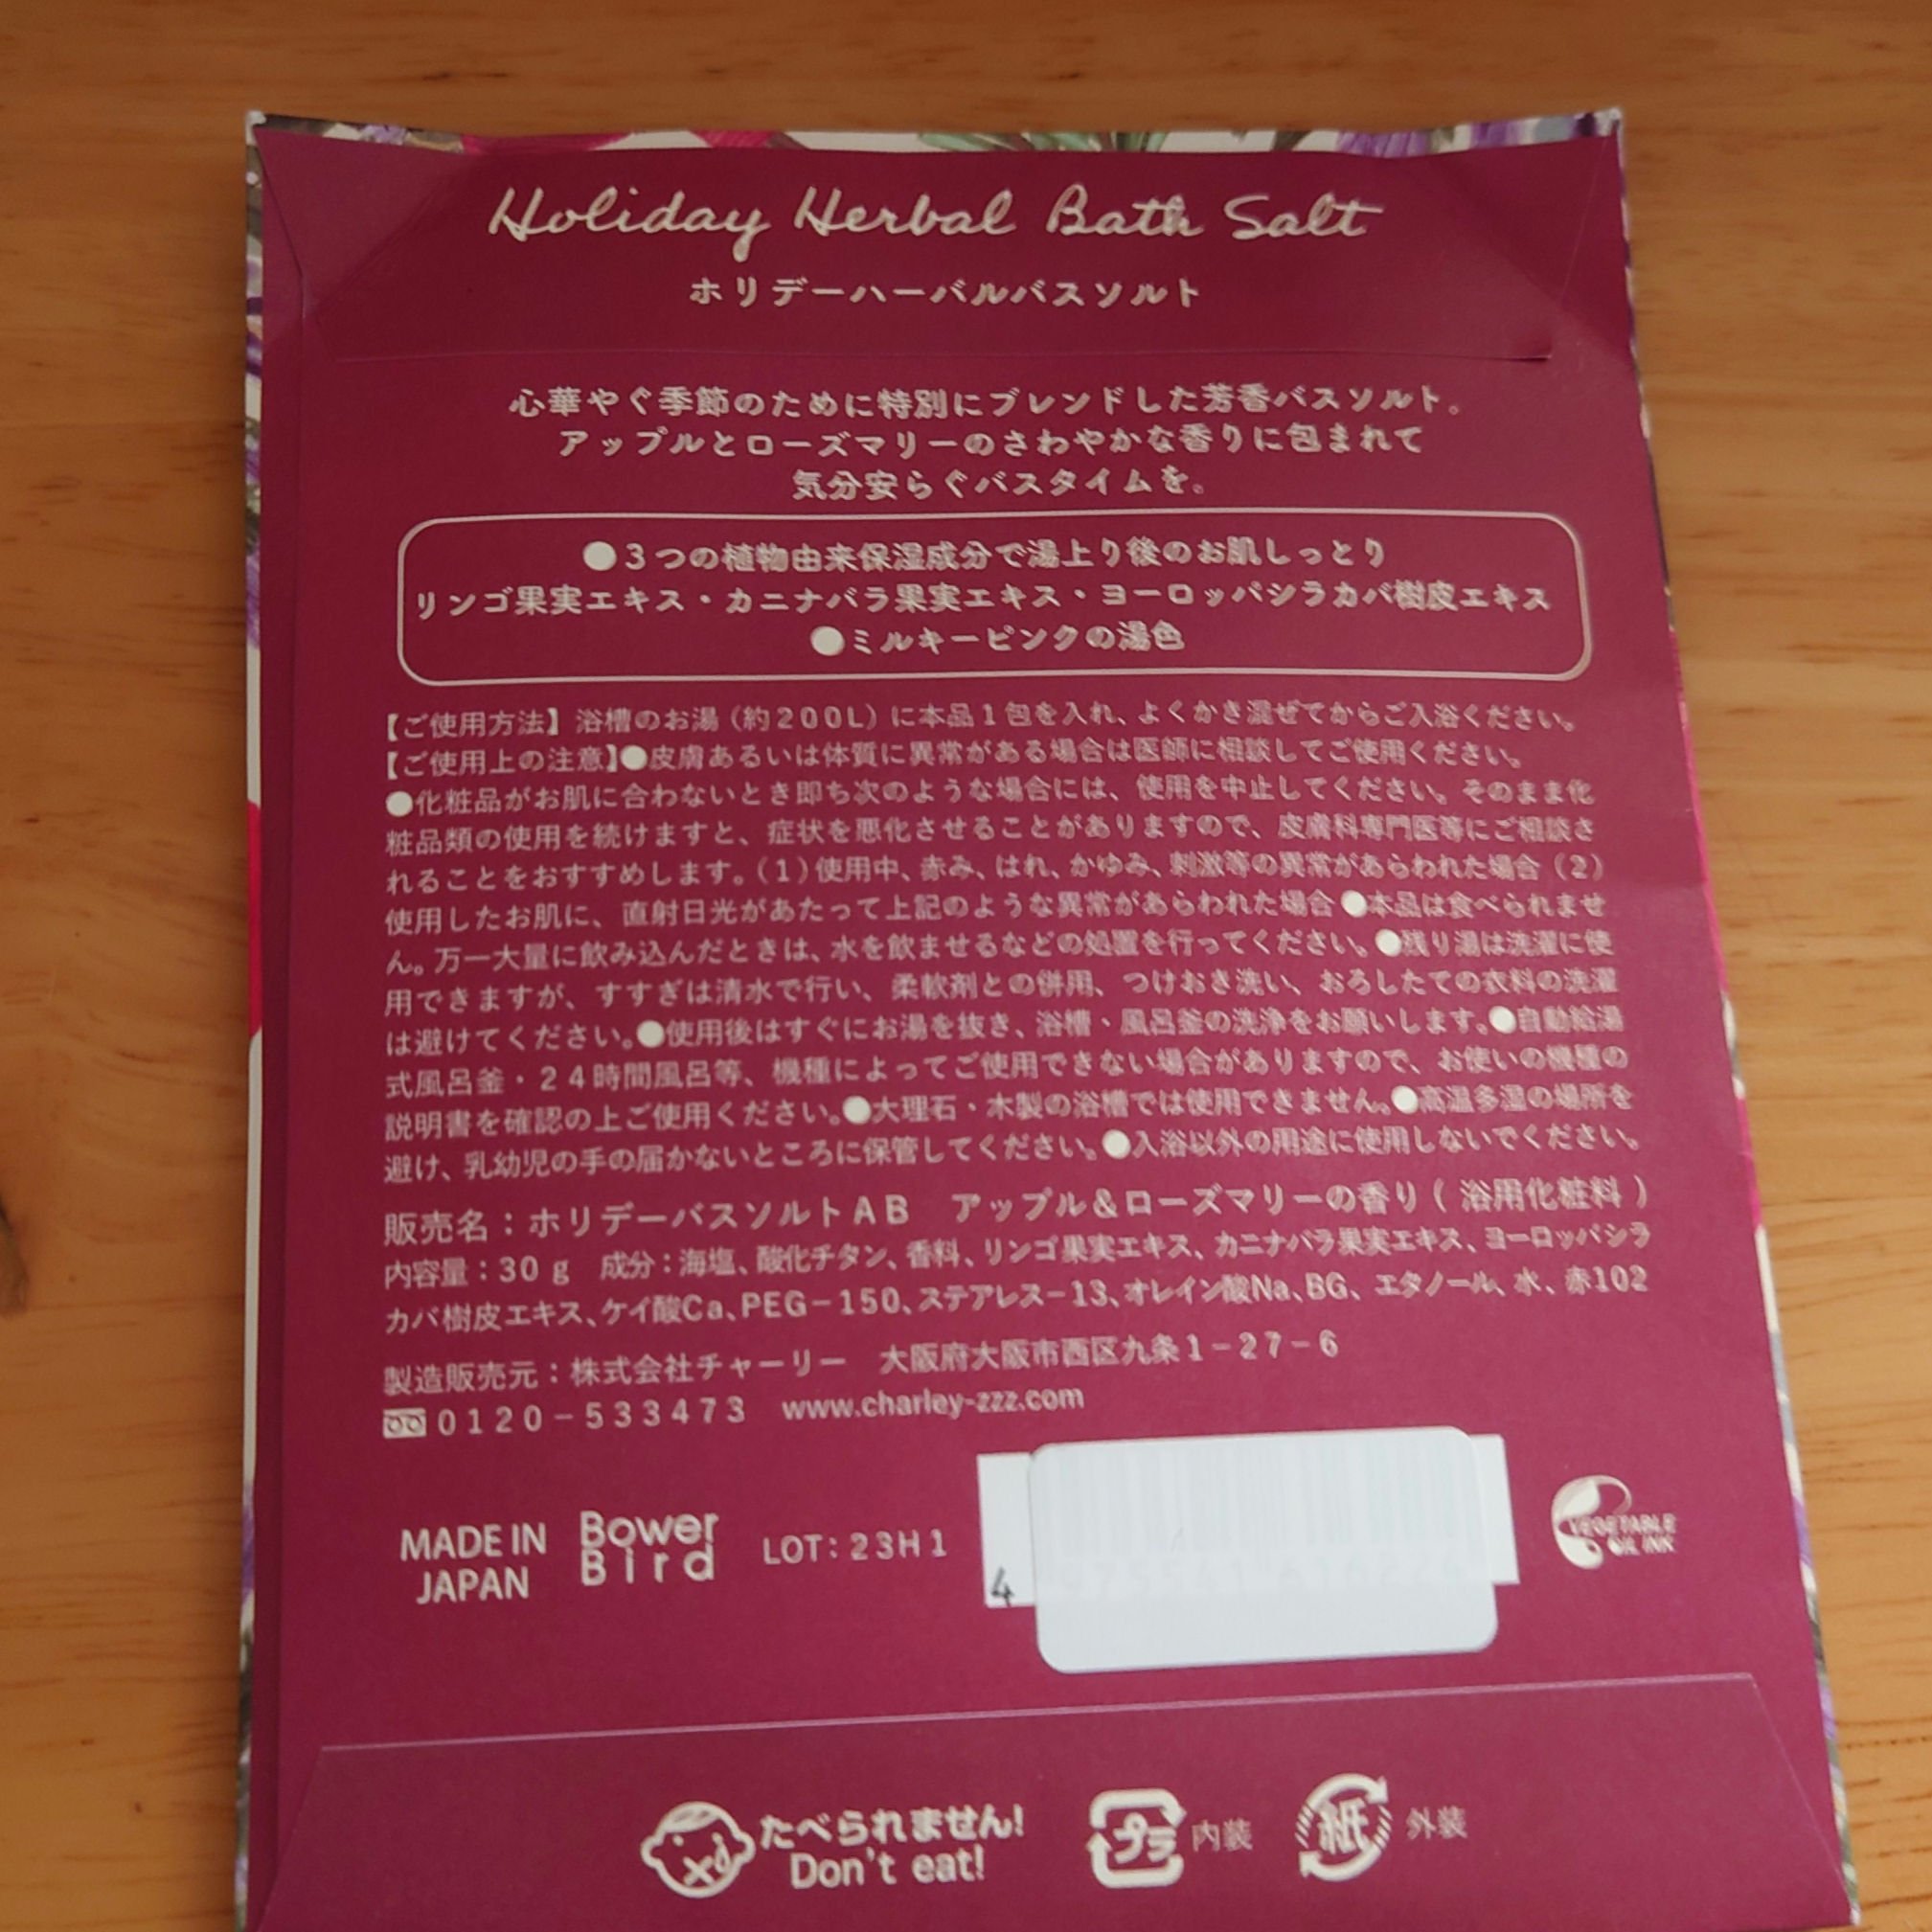 Holiday Herbal Bath Salt
ホリデーハーバルバスソルト
心華やぐ季節のために特別にブレンドした芳香バスソルト。
アップルとローズマリーのさわやかな香りに包まれて
気分安らぐバスタイムを。
●3つの植物由来保湿成分で湯上り後のお肌しっとり
リンゴ果実エキス・カニナバラ果実エキス・ヨーロッパシラカバ樹皮エキス
●ミルキーピンクの湯色
【ご使用方法】浴槽のお湯(約200L)に本品1包を入れ、よくかき混ぜてからご入浴ください。
【ご使用上の注意】●皮膚あるいは体質に異常がある場合は医師に相談してご使用ください。
●化粧品がお肌に合わないとき即ち次のような場合には、使用を中止してください。そのまま化
粧品類の使用を続けますと、症状を悪化させることがありますので、皮膚科専門医等にご相談さ
れることをおすすめします。(1)使用中、赤み、はれ、かゆみ、刺激等の異常があらわれた場合(2)
使用したお肌に、直射日光があたって上記のような異常があらわれた場合●本品は食べられませ
ん。万一大量に飲み込んだときは、水を飲ませるなどの処置を行ってください。●残り湯は洗濯に使
用できますが、すすぎは清水で行い、柔軟剤との併用、つけおき洗い、おろしたての衣料の洗濯
は避けてください。●使用後はすぐにお湯を抜き、浴槽・風呂釜の洗浄をお願いします。●自動給湯
式風呂釜・24時間風呂等、機種によってご使用できない場合がありますので、お使いの機種の
説明書を確認の上ご使用ください。●大理石・木製の浴槽では使用できません。●高温多湿の場所を
避け、乳幼児の手の届かないところに保管してください。●入浴以外の用途に使用しないでください。
販売名：ホリデーバスソルトAB アップル&ローズマリーの香り(浴用化粧料)
内容量：30g 成分：海塩、酸化チタン、香料、リンゴ果実エキス、カニナバラ果実エキス、ヨーロッパシラ
カバ樹皮エキス、ケイ酸Ca、PEG-150、ステアレス-13、オレイン酸Na、BG、エタノール、水、赤102
製造販売元：株式会社チャーリー 大阪府大阪市西区九条1-27-6
0120-533473 www.charley-zzz.com
MADE IN
JAPAN
Bower
Bird
LOT:23H1
4
VEGETABLE
OIL INK
たべられません!
Don't eat!
プラ 内装
紙 外装